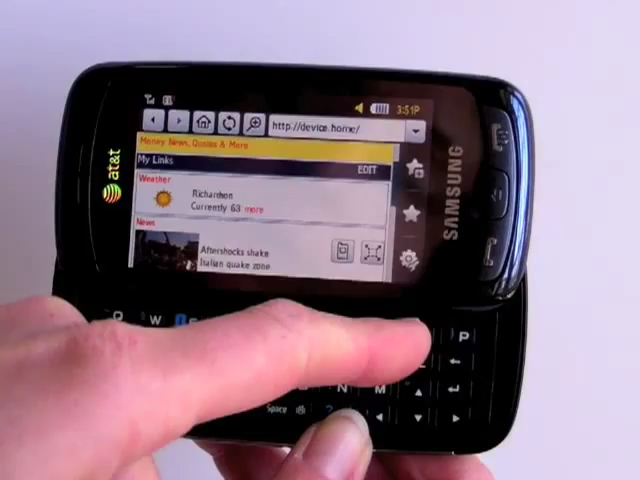 at&t
3:51P
http://device.home/
Money News, Quotes & More
My Links
EDIT
Weather
Richardson
Currently 63 more
News
Aftershocks shake
Italian quake zone
SAMSUNG
Q W E P
N M
Space